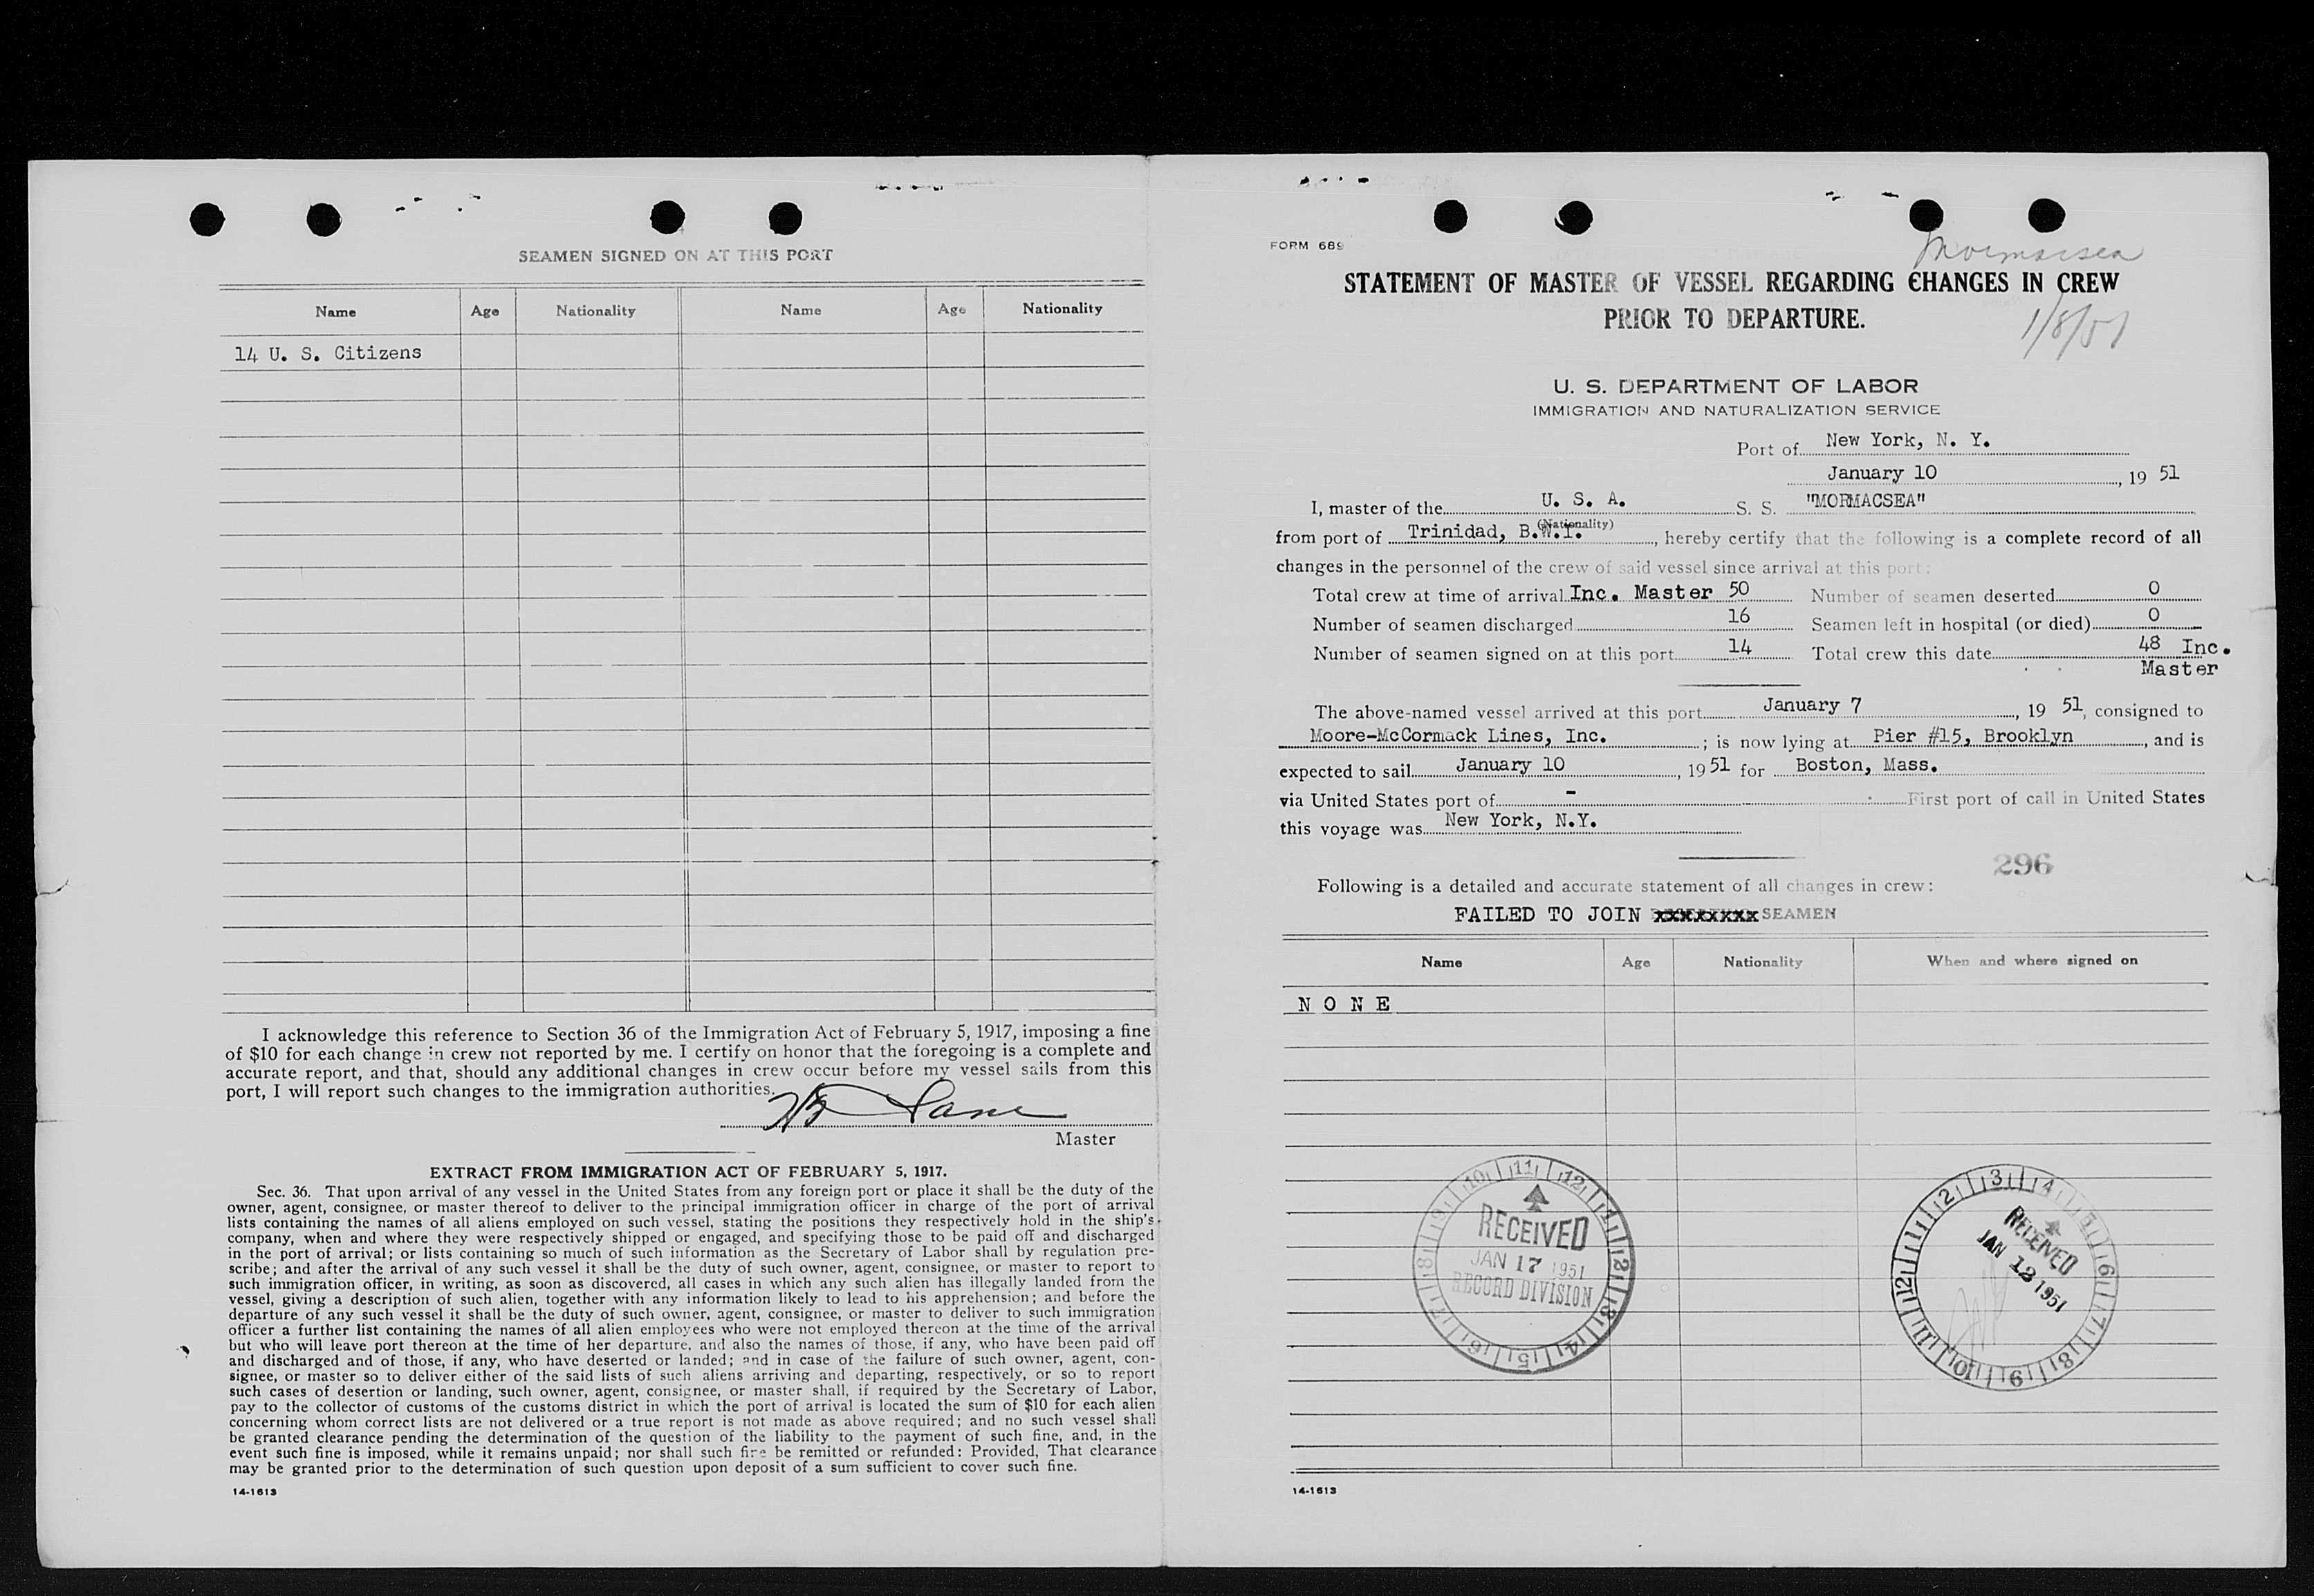 SEAMEN SIGNED ON AT THIS PORT
Name Age Nationality Name Age Nationality
14 U. S. Citizens
I acknowledge this reference to Section 36 of the Immigration Act of February 5, 1917, imposing a fine
of $10 for each change in crew not reported by me. I certify on honor that the foregoing is a complete and
accurate report, and that, should any additional changes in crew occur before my vessel sails from this
port, I will report such changes to the immigration authorities.
Master
EXTRACT FROM IMMIGRATION ACT OF FEBRUARY 5, 1917.
Sec. 36. That upon arrival of any vessel in the United States from any foreign port or place it shall be the duty of the
owner, agent, consignee, or master thereof to deliver to the principal immigration officer in charge of the port of arrival
lists containing the names of all aliens employed on such vessel, stating the positions they respectively hold in the ship's
company, when and where they were respectively shipped or engaged, and specifying those to be paid off and discharged
in the port of arrival; or lists containing so much of such information as the Secretary of Labor shall by regulation pre-
scribe; and after the arrival of any such vessel it shall be the duty of such owner, agent, consignee, or master to report to
such immigration officer, in writing, as soon as discovered, all cases in which any such alien has illegally landed from the
vessel, giving a description of such alien, together with any information likely to lead to his apprehension; and before the
departure of any such vessel it shall be the duty of such owner, agent, consignee, or master to deliver to such immigration
officer a further list containing the names of all alien employees who were not employed thereon at the time of the arrival
but who will leave port thereon at the time of her departure, and also the names of those, if any, who have been paid off
and discharged and of those, if any, who have deserted or landed; and in case of the failure of such owner, agent, con-
signee, or master so to deliver either of the said lists of such aliens arriving and departing, respectively, or so to report
such cases of desertion or landing, such owner, agent, consignee, or master shall, if required by the Secretary of Labor,
pay to the collector of customs of the customs district in which the port of arrival is located the sum of $10 for each alien
concerning whom correct lists are not delivered or a true report is not made as above required; and no such vessel shall
be granted clearance pending the determination of the question of the liability to the payment of such fine, and, in the
event such fine is imposed, while it remains unpaid; nor shall such fine be remitted or refunded: Provided, That clearance
may be granted prior to the determination of such question upon deposit of a sum sufficient to cover such fine.
14-1613
FORM 689
Mormacsea
STATEMENT OF MASTER OF VESSEL REGARDING CHANGES IN CREW
PRIOR TO DEPARTURE.
1/8/51
U. S. DEPARTMENT OF LABOR
IMMIGRATION AND NATURALIZATION SERVICE
Port of New York, N. Y.
January 10, 19 51
I, master of the U. S. A. S. S. "MORMACSEA"
(Nationality)
from port of Trinidad, B.W.I., hereby certify that the following is a complete record of all
changes in the personnel of the crew of said vessel since arrival at this port:
Total crew at time of arrival Inc. Master 50 Number of seamen deserted 0
Number of seamen discharged 16 Seamen left in hospital (or died) 0
Number of seamen signed on at this port 14 Total crew this date 48 Inc.
Master
The above-named vessel arrived at this port January 7, 19 51, consigned to
Moore-McCormack Lines, Inc.; is now lying at Pier #15, Brooklyn, and is
expected to sail January 10, 19 51 for Boston, Mass.
via United States port of - First port of call in United States
this voyage was New York, N.Y.
296
Following is a detailed and accurate statement of all changes in crew:
FAILED TO JOIN xxxxxxxxx SEAMEN
Name Age Nationality When and where signed on
N O N E
RECEIVED
JAN 17 1951
RECORD DIVISION
RECEIVED
JAN 12 1951
14-1613